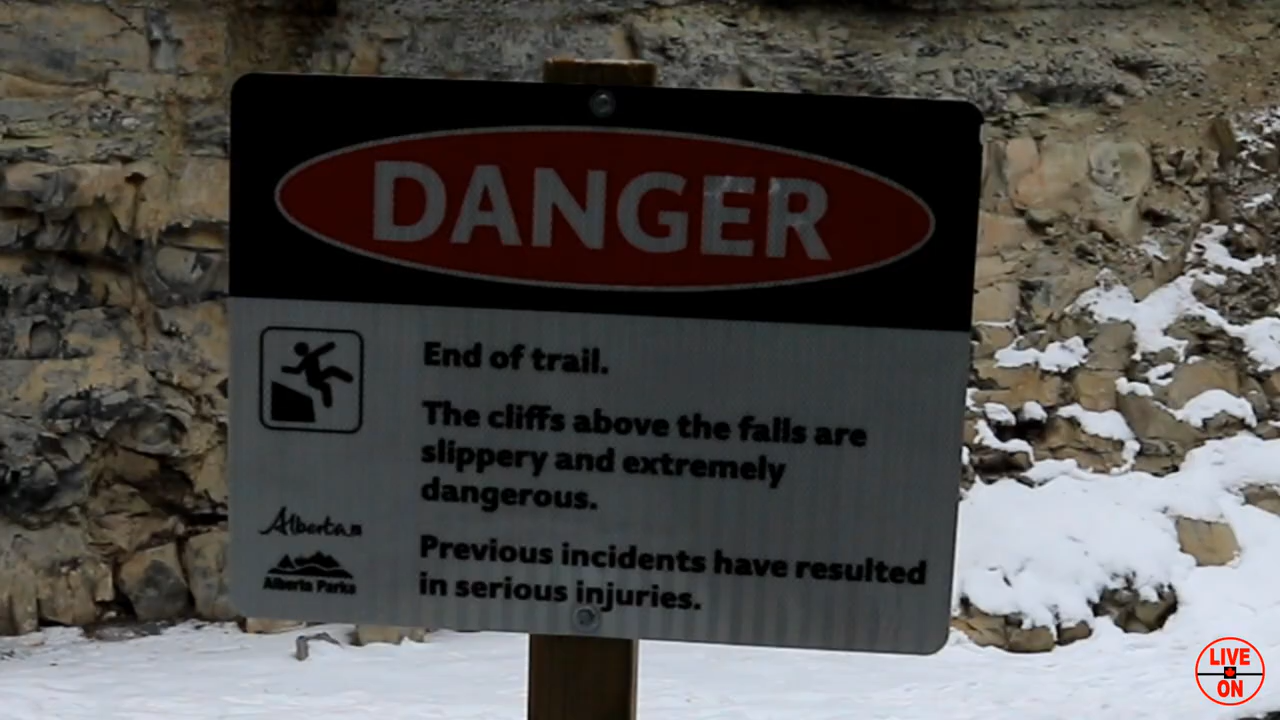 DANGER
End of trail.
The cliffs above the falls are
slippery and extremely
dangerous.
Previous incidents have resulted
in serious injuries.
Alberta
Alberta Parks
LIVE
ON